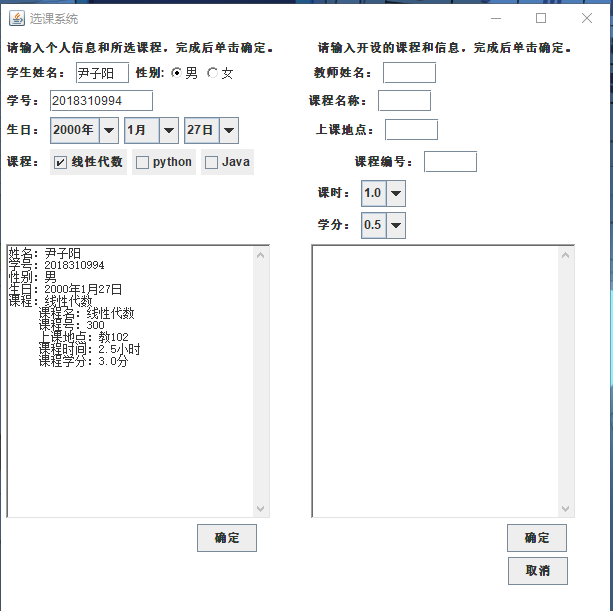 选课系统
请输入个人信息和所选课程，完成后单击确定。
学生姓名： 尹子阳 性别: 男 女
学号： 2018310994
生日： 2000年 1月 27日
课程： 线性代数 python Java
姓名：尹子阳
学号：2018310994
性别：男
生日：2000年1月27日
课程：线性代数
课程名：线性代数
课程号：300
上课地点：教102
课程时间：2.5小时
课程学分：3.0分
确定
请输入开设的课程和信息，完成后单击确定。
教师姓名：
课程名称：
上课地点：
课程编号：
课时： 1.0
学分： 0.5
确定
取消